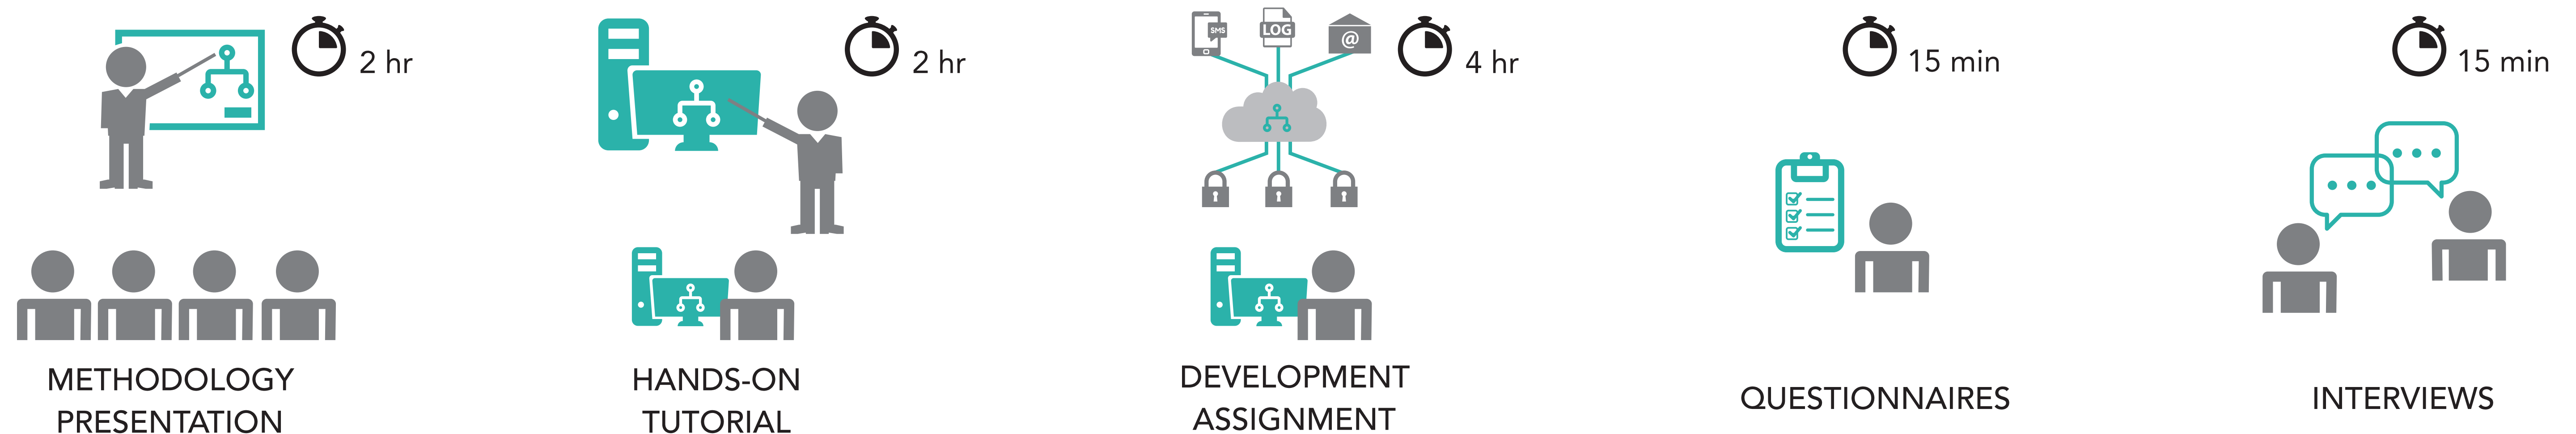 2 hr
METHODOLOGY
PRESENTATION
2 hr
HANDS-ON
TUTORIAL
SMS
LOG
@
4 hr
DEVELOPMENT
ASSIGNMENT
15 min
QUESTIONNAIRES
15 min
INTERVIEWS